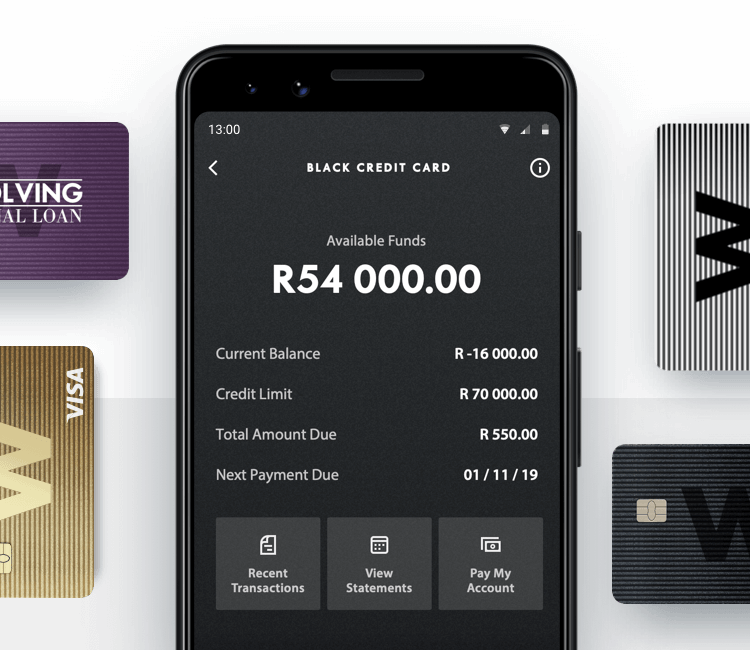 13:00
BLACK CREDIT CARD
Available Funds
R54 000.00
Current Balance R -16 000.00
Credit Limit R 70 000.00
Total Amount Due R 550.00
Next Payment Due 01 / 11 / 19
Recent
Transactions
View
Statements
Pay My
Account
OLVING
AL LOAN
VISA
W
W
W
W